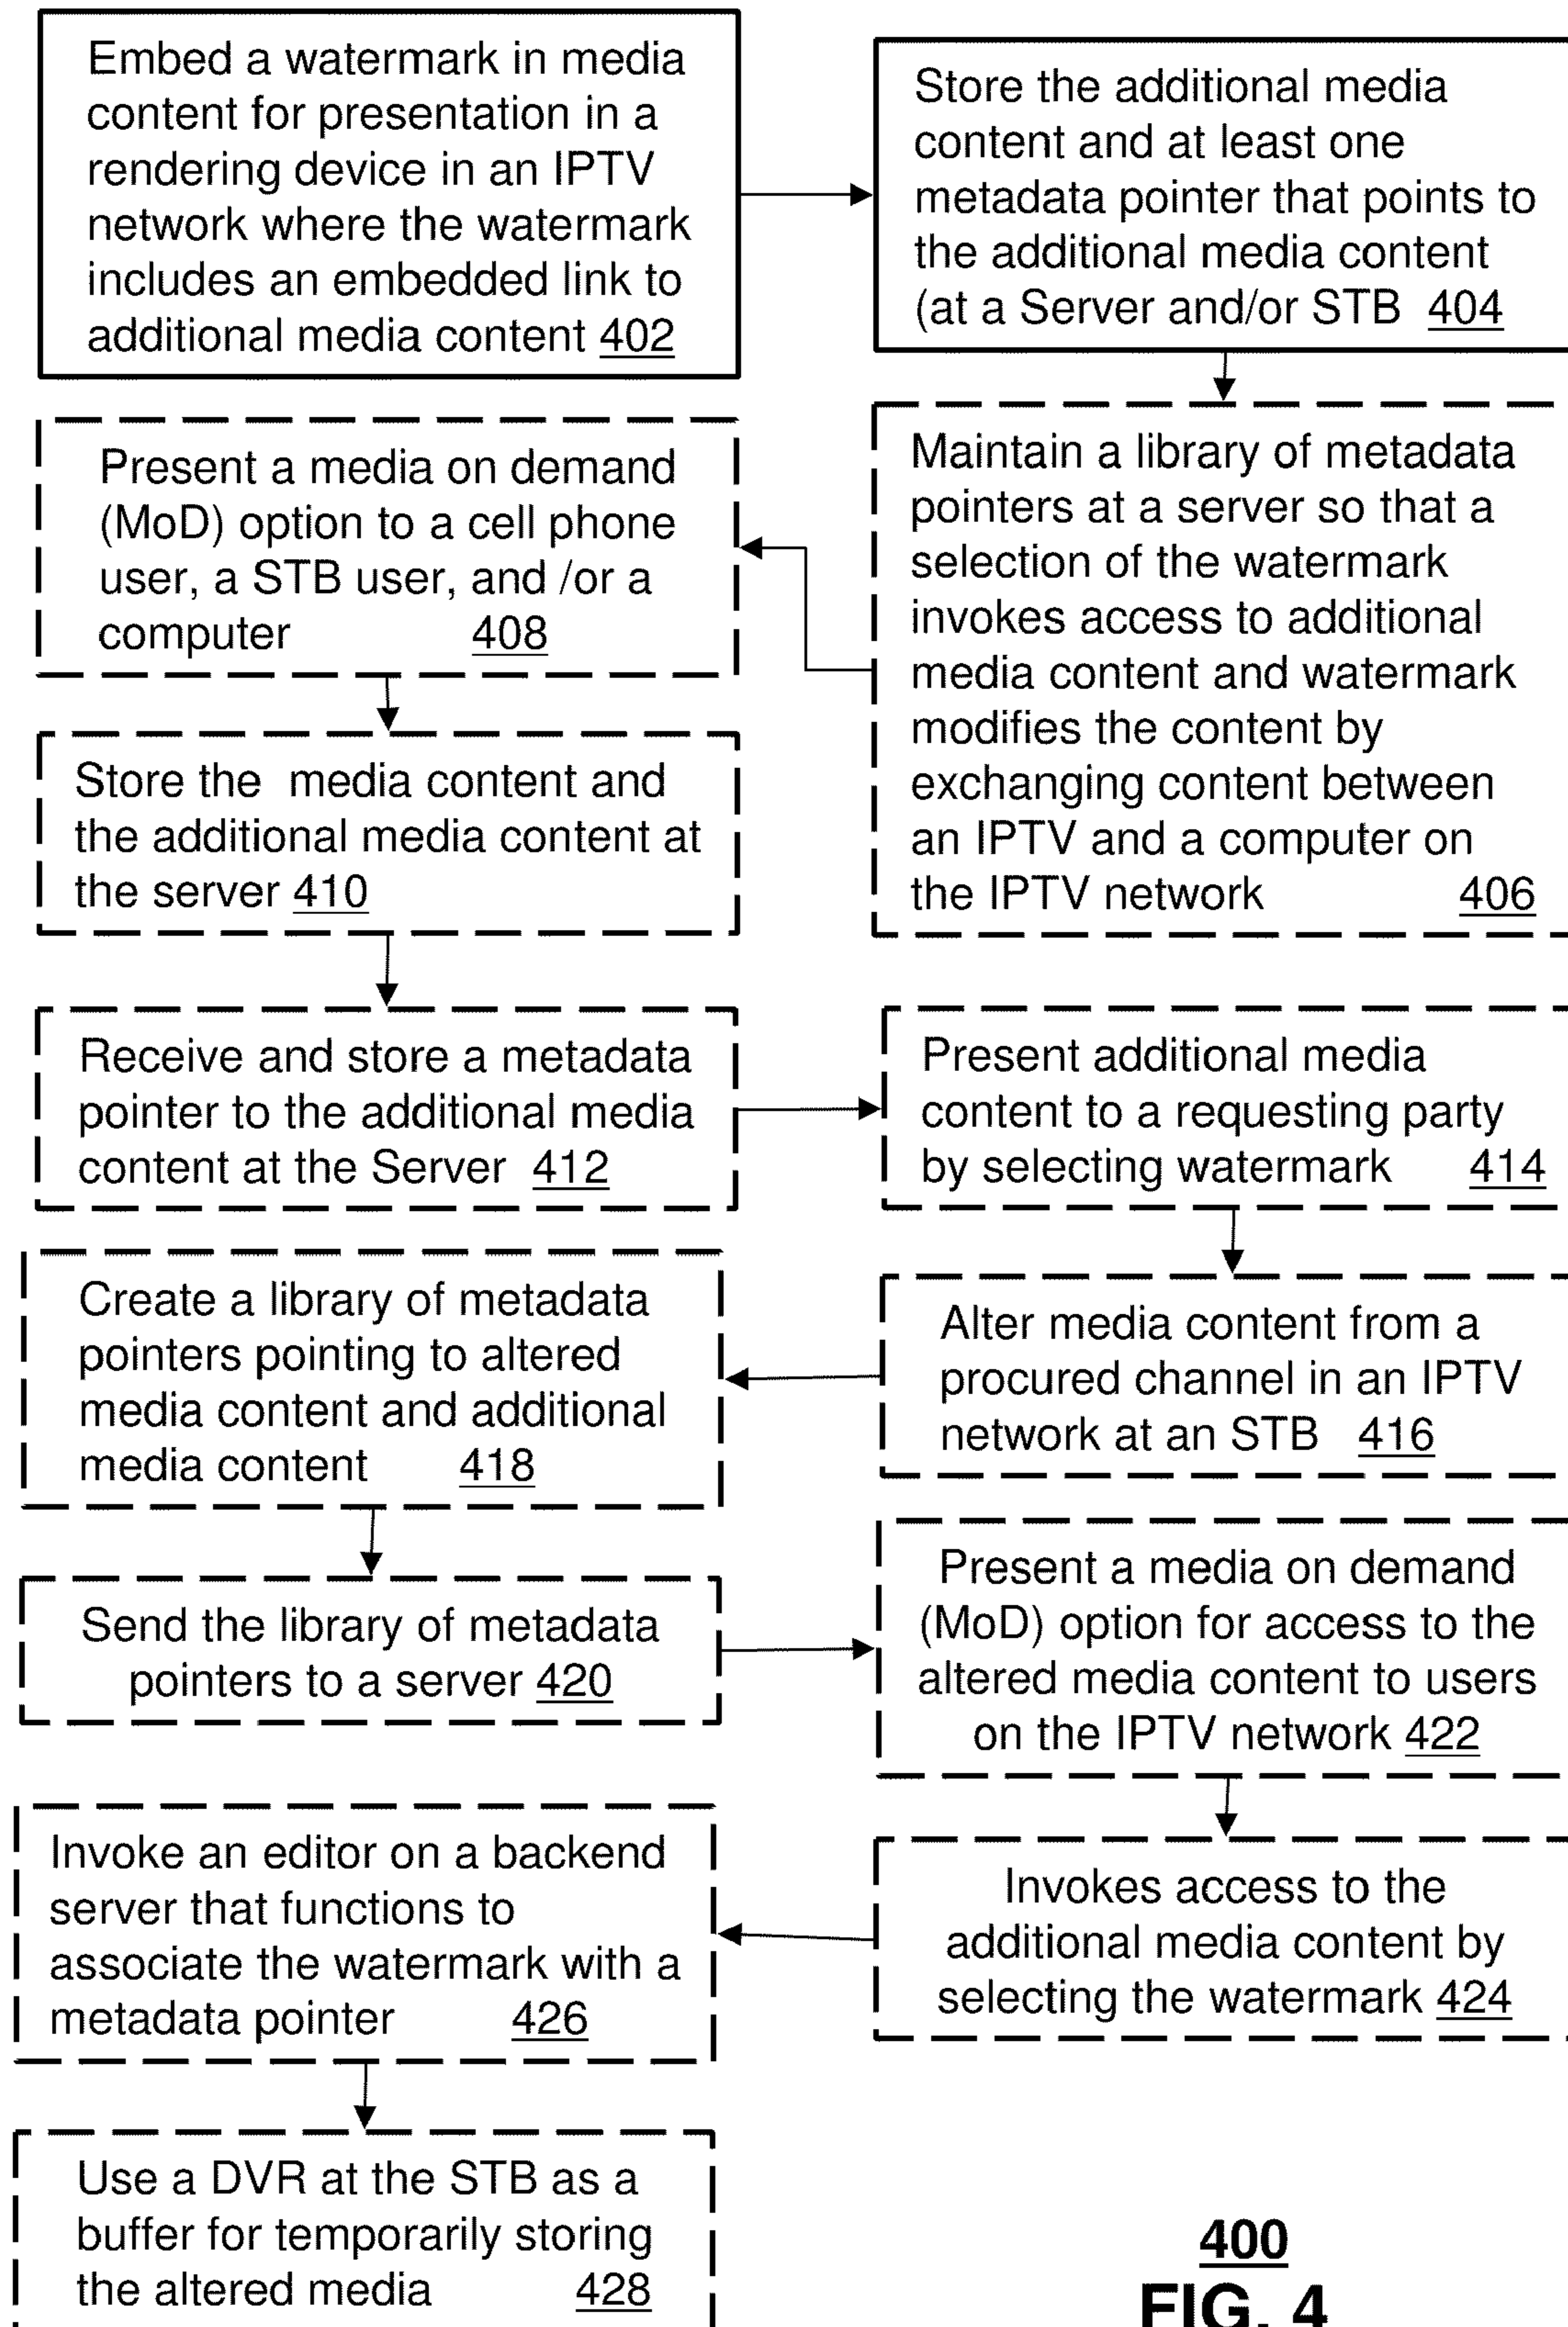 Embed a watermark in media
content for presentation in a
rendering device in an IPTV
network where the watermark
includes an embedded link to
additional media content 402
Store the additional media
content and at least one
metadata pointer that points to
the additional media content
(at a Server and/or STB 404
Maintain a library of metadata
pointers at a server so that a
selection of the watermark
invokes access to additional
media content and watermark
modifies the content by
exchanging content between
an IPTV and a computer on
the IPTV network 406
Present a media on demand
(MoD) option to a cell phone
user, a STB user, and /or a
computer 408
Store the media content and
the additional media content at
the server 410
Receive and store a metadata
pointer to the additional media
content at the Server 412
Present additional media
content to a requesting party
by selecting watermark 414
Alter media content from a
procured channel in an IPTV
network at an STB 416
Create a library of metadata
pointers pointing to altered
media content and additional
media content 418
Send the library of metadata
pointers to a server 420
Present a media on demand
(MoD) option for access to the
altered media content to users
on the IPTV network 422
Invokes access to the
additional media content by
selecting the watermark 424
Invoke an editor on a backend
server that functions to
associate the watermark with a
metadata pointer 426
Use a DVR at the STB as a
buffer for temporarily storing
the altered media 428
400
FIG. 4